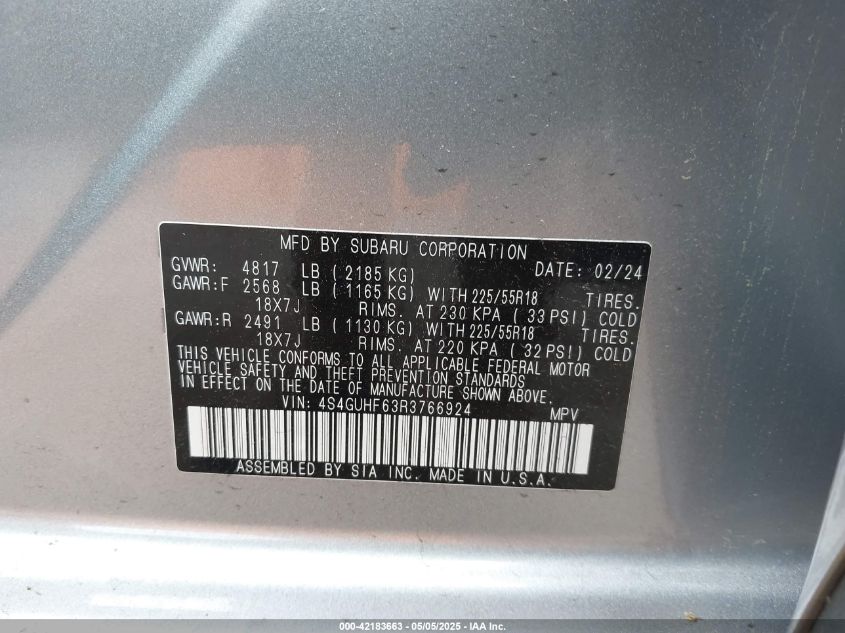 MFD BY SUBARU CORPORATION
GVWR: 4817 LB ( 2185 KG) DATE: 02/24
GAWR:F 2568 LB ( 1165 KG) WITH 225/55R18 TIRES.
18X7J RIMS. AT 230 KPA ( 33 PSI) COLD
GAWR:R 2491 LB ( 1130 KG) WITH 225/55R18 TIRES.
18X7J RIMS. AT 220 KPA ( 32 PSI) COLD
THIS VEHICLE CONFORMS TO ALL APPLICABLE FEDERAL MOTOR
VEHICLE SAFETY AND THEFT PREVENTION STANDARDS
IN EFFECT ON THE DATE OF MANUFACTURE SHOWN ABOVE.
VIN: 4S4GUHF63R3766924 MPV
ASSEMBLED BY SIA INC. MADE IN U.S.A.
000-42183663 - 05/05/2025 - IAA Inc.